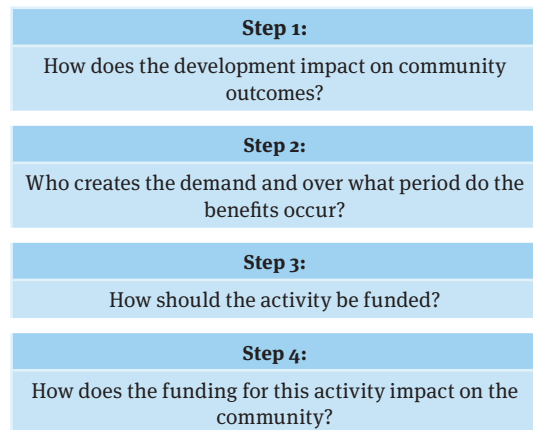 Step 1:
How does the development impact on community
outcomes?
Step 2:
Who creates the demand and over what period do the
benefits occur?
Step 3:
How should the activity be funded?
Step 4:
How does the funding for this activity impact on the
community?